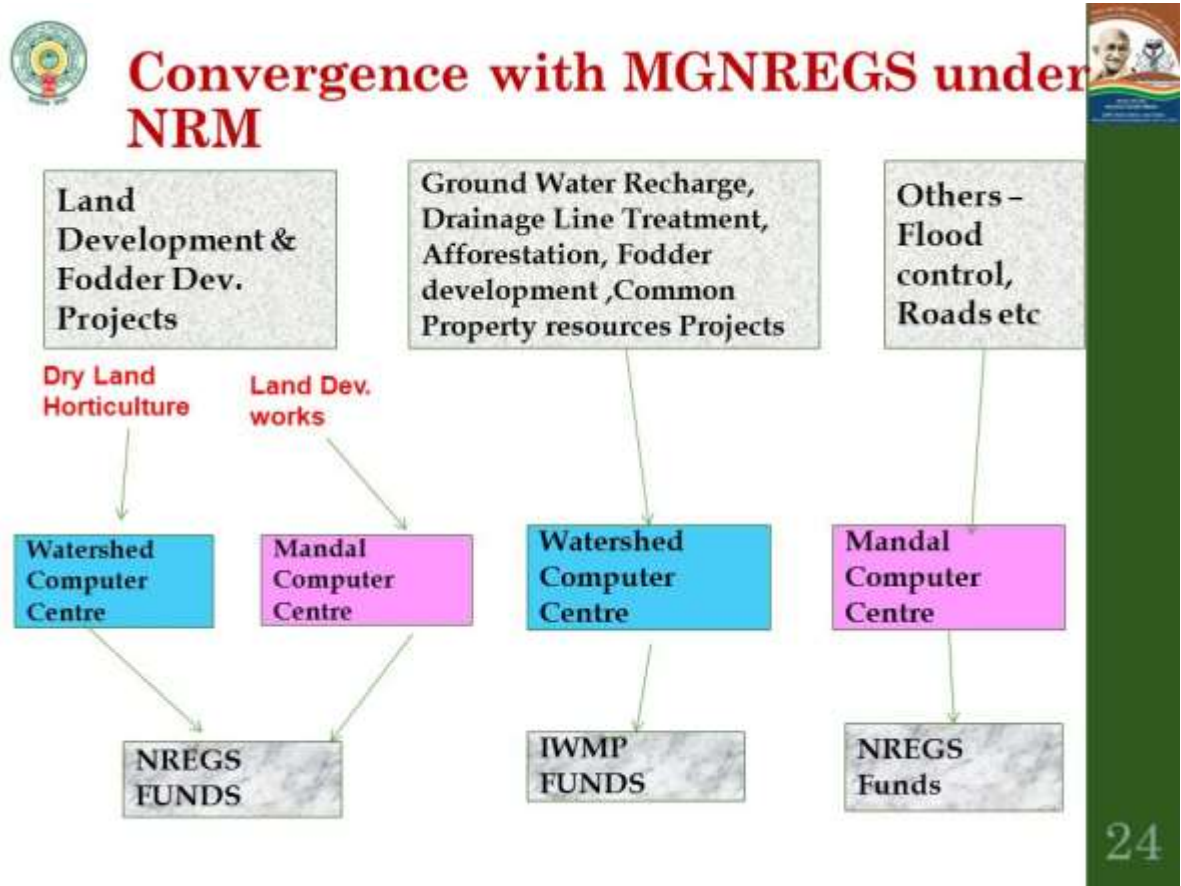 Convergence with MGNREGS under
NRM
Land
Development &
Fodder Dev.
Projects
Ground Water Recharge,
Drainage Line Treatment,
Afforestation, Fodder
development ,Common
Property resources Projects
Others –
Flood
control,
Roads etc
Dry Land
Horticulture
Land Dev.
works
Watershed
Computer
Centre
Mandal
Computer
Centre
Watershed
Computer
Centre
Mandal
Computer
Centre
NREGS
FUNDS
IWMP
FUNDS
NREGS
Funds
24